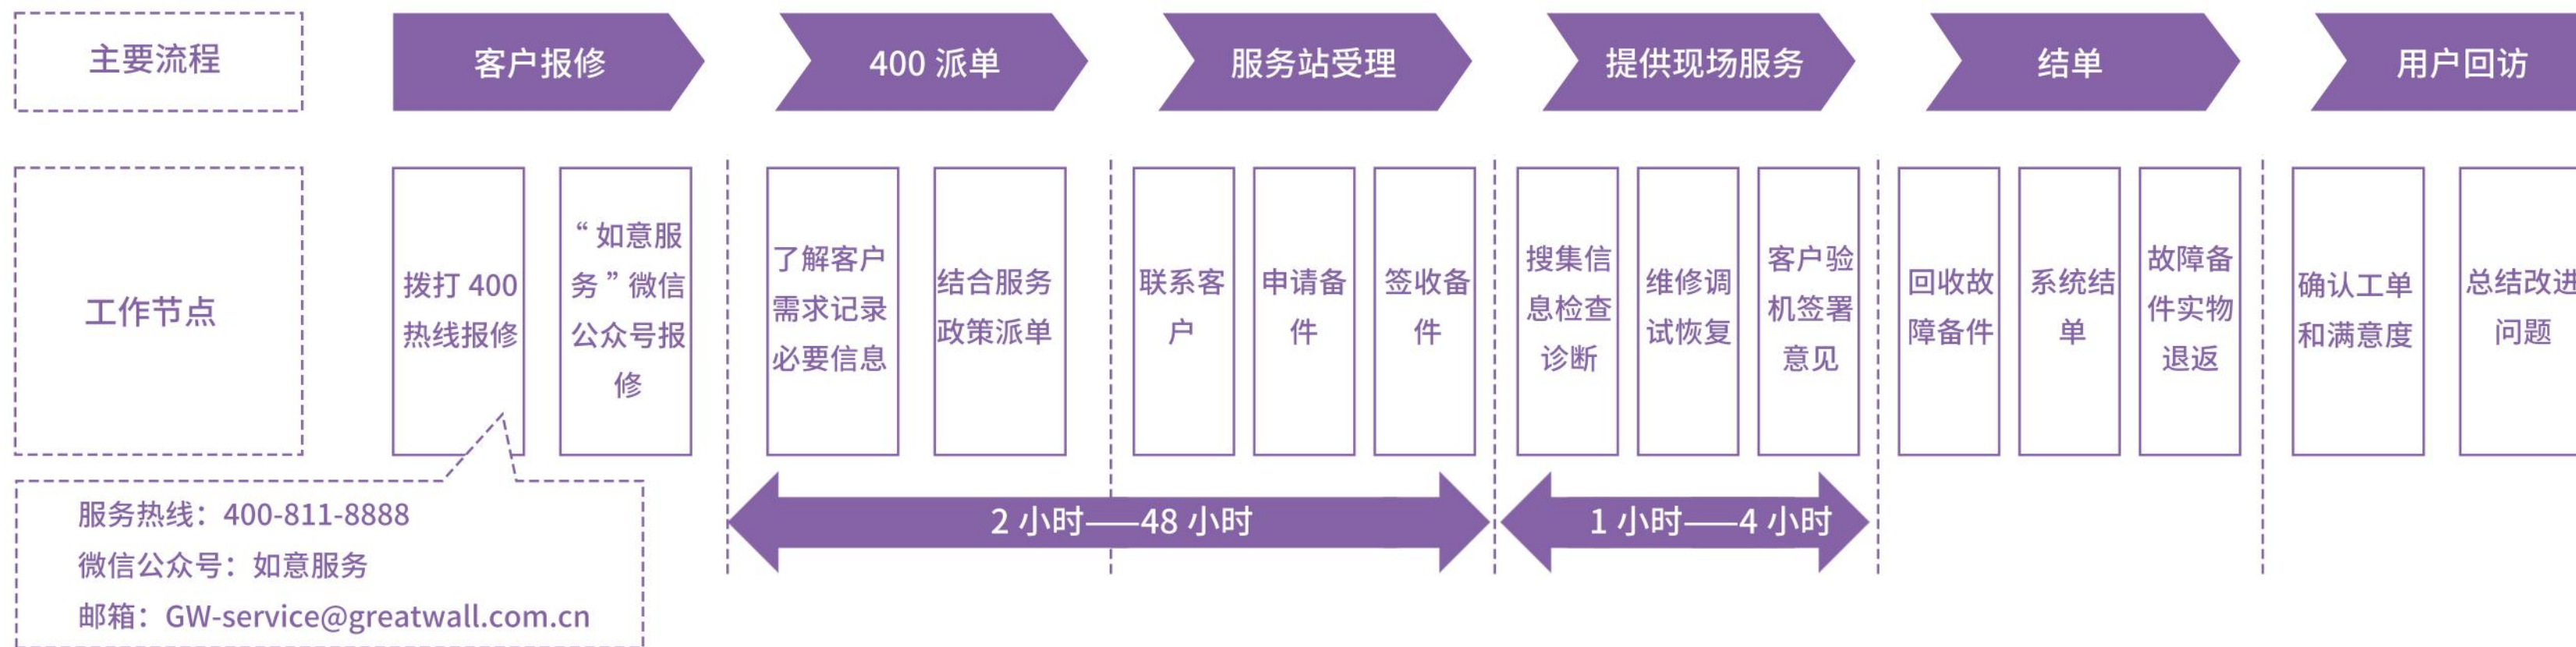 主要流程
客户报修
400 派单
服务站受理
提供现场服务
结单
用户回访
工作节点
拨打 400
热线报修
“ 如意服
务 ” 微信
公众号报
修
了解客户
需求记录
必要信息
结合服务
政策派单
联系客
户
申请备
件
签收备
件
搜集信
息检查
诊断
维修调
试恢复
客户验
机签署
意见
回收故
障备件
系统结
单
故障备
件实物
退返
确认工单
和满意度
总结改进
问题
2 小时——48 小时
1 小时——4 小时
服务热线：400-811-8888
微信公众号：如意服务
邮箱：GW-service@greatwall.com.cn